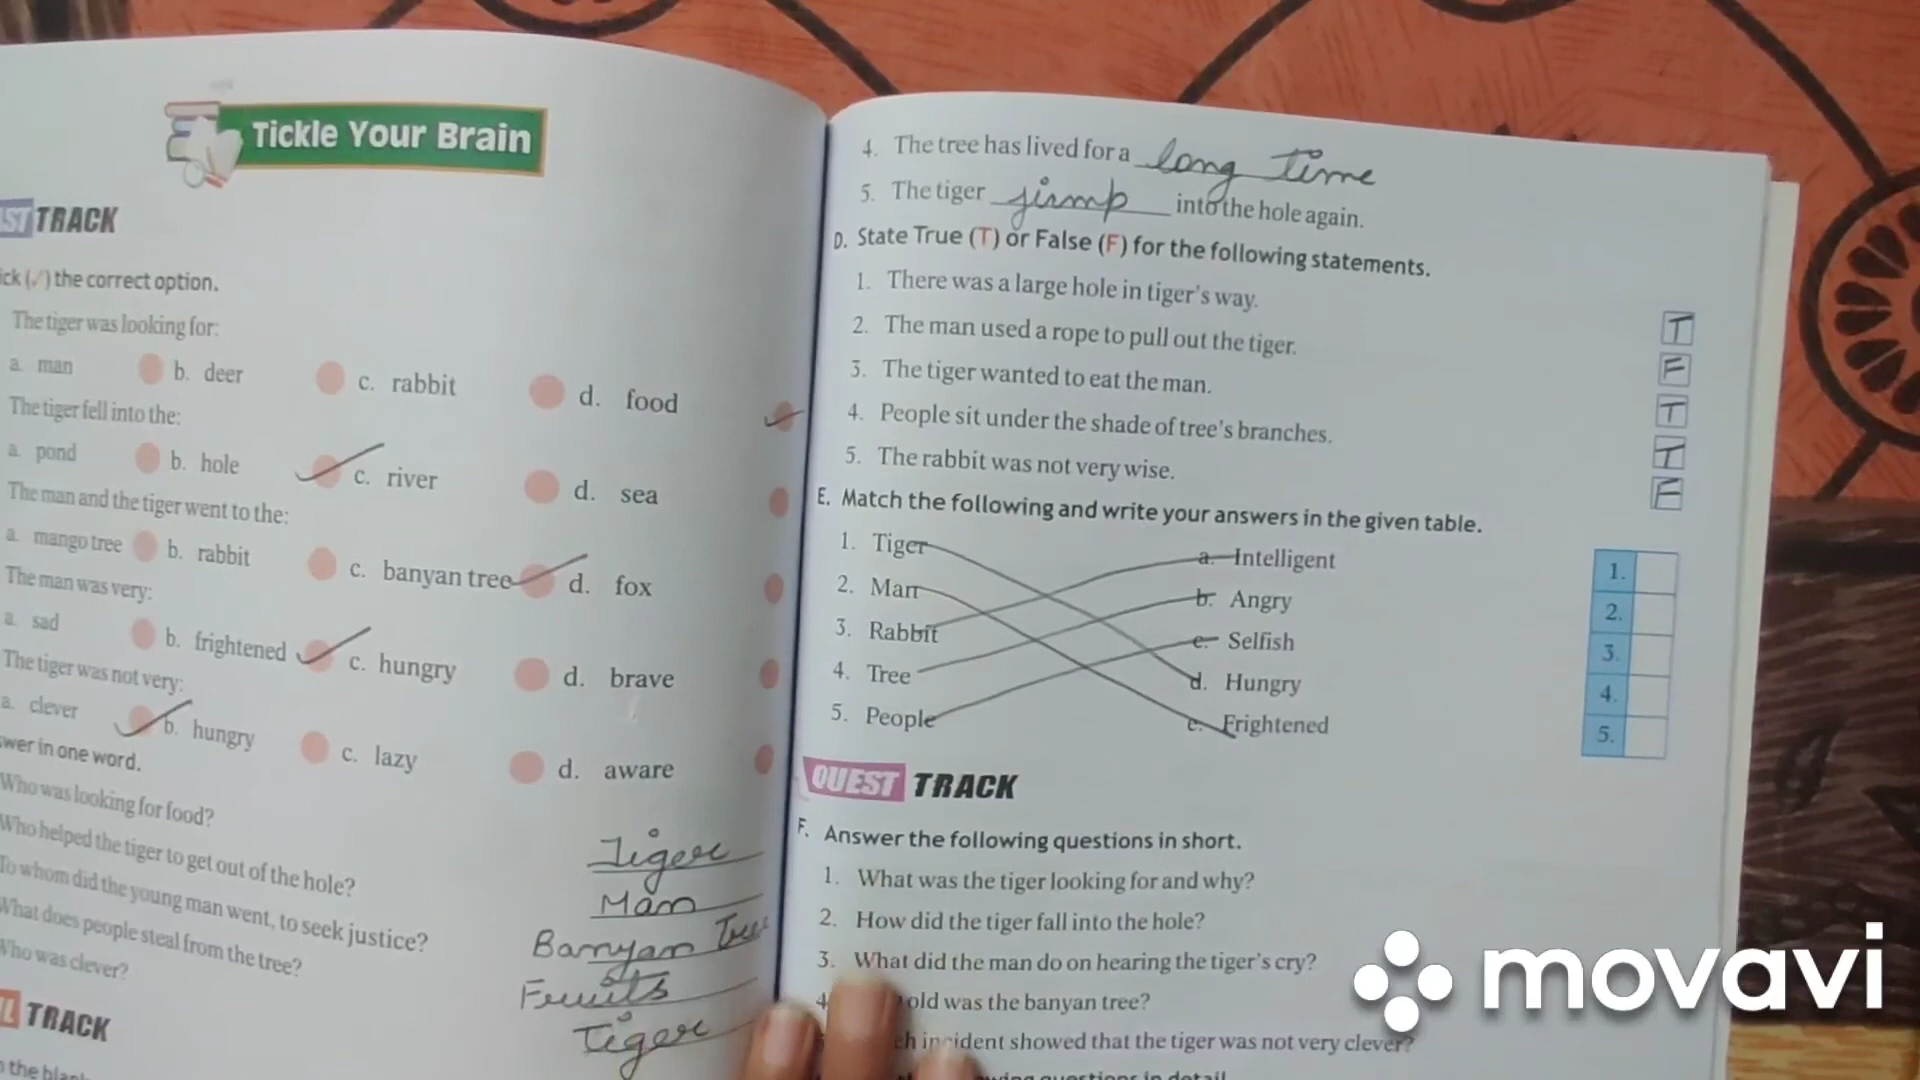 Tickle Your Brain
ST TRACK
ick (✓) the correct option.
The tiger was looking for:
a. man b. deer c. rabbit d. food
The tiger fell into the:
a. pond b. hole c. river d. sea
The man and the tiger went to the:
a. mango tree b. rabbit c. banyan tree d. fox
The man was very:
a. sad b. frightened c. hungry d. brave
The tiger was not very:
a. clever b. hungry c. lazy d. aware
wer in one word.
Who was looking for food? Tiger
Who helped the tiger to get out of the hole? Man
To whom did the young man went, to seek justice? Banyan Tree
What does people steal from the tree? Fruits
Who was clever? Tiger
L TRACK
the blank
4. The tree has lived for a long time
5. The tiger jump into the hole again.
D. State True (T) or False (F) for the following statements.
1. There was a large hole in tiger's way. T
2. The man used a rope to pull out the tiger. F
3. The tiger wanted to eat the man. T
4. People sit under the shade of tree's branches. T
5. The rabbit was not very wise. F
E. Match the following and write your answers in the given table.
1. Tiger a. Intelligent 1.
2. Man b. Angry 2.
3. Rabbit c. Selfish 3.
4. Tree d. Hungry 4.
5. People e. Frightened 5.
QUEST TRACK
F. Answer the following questions in short.
1. What was the tiger looking for and why?
2. How did the tiger fall into the hole?
3. What did the man do on hearing the tiger's cry?
4 old was the banyan tree?
ch incident showed that the tiger was not very clever?
wing questions in detail
movavi